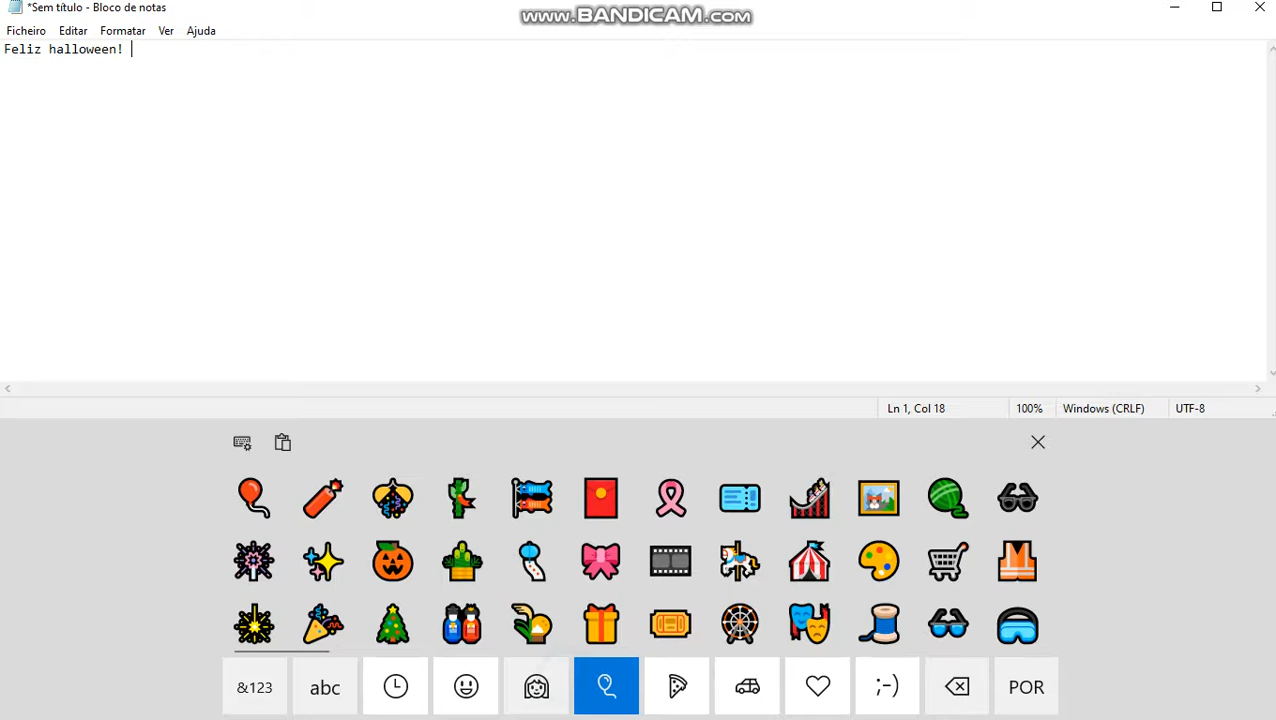 *Sem título - Bloco de notas
www.BANDICAM.com
Ficheiro Editar Formatar Ver Ajuda
Feliz halloween!
Ln 1, Col 18 100% Windows (CRLF) UTF-8
&123 abc ;-) POR